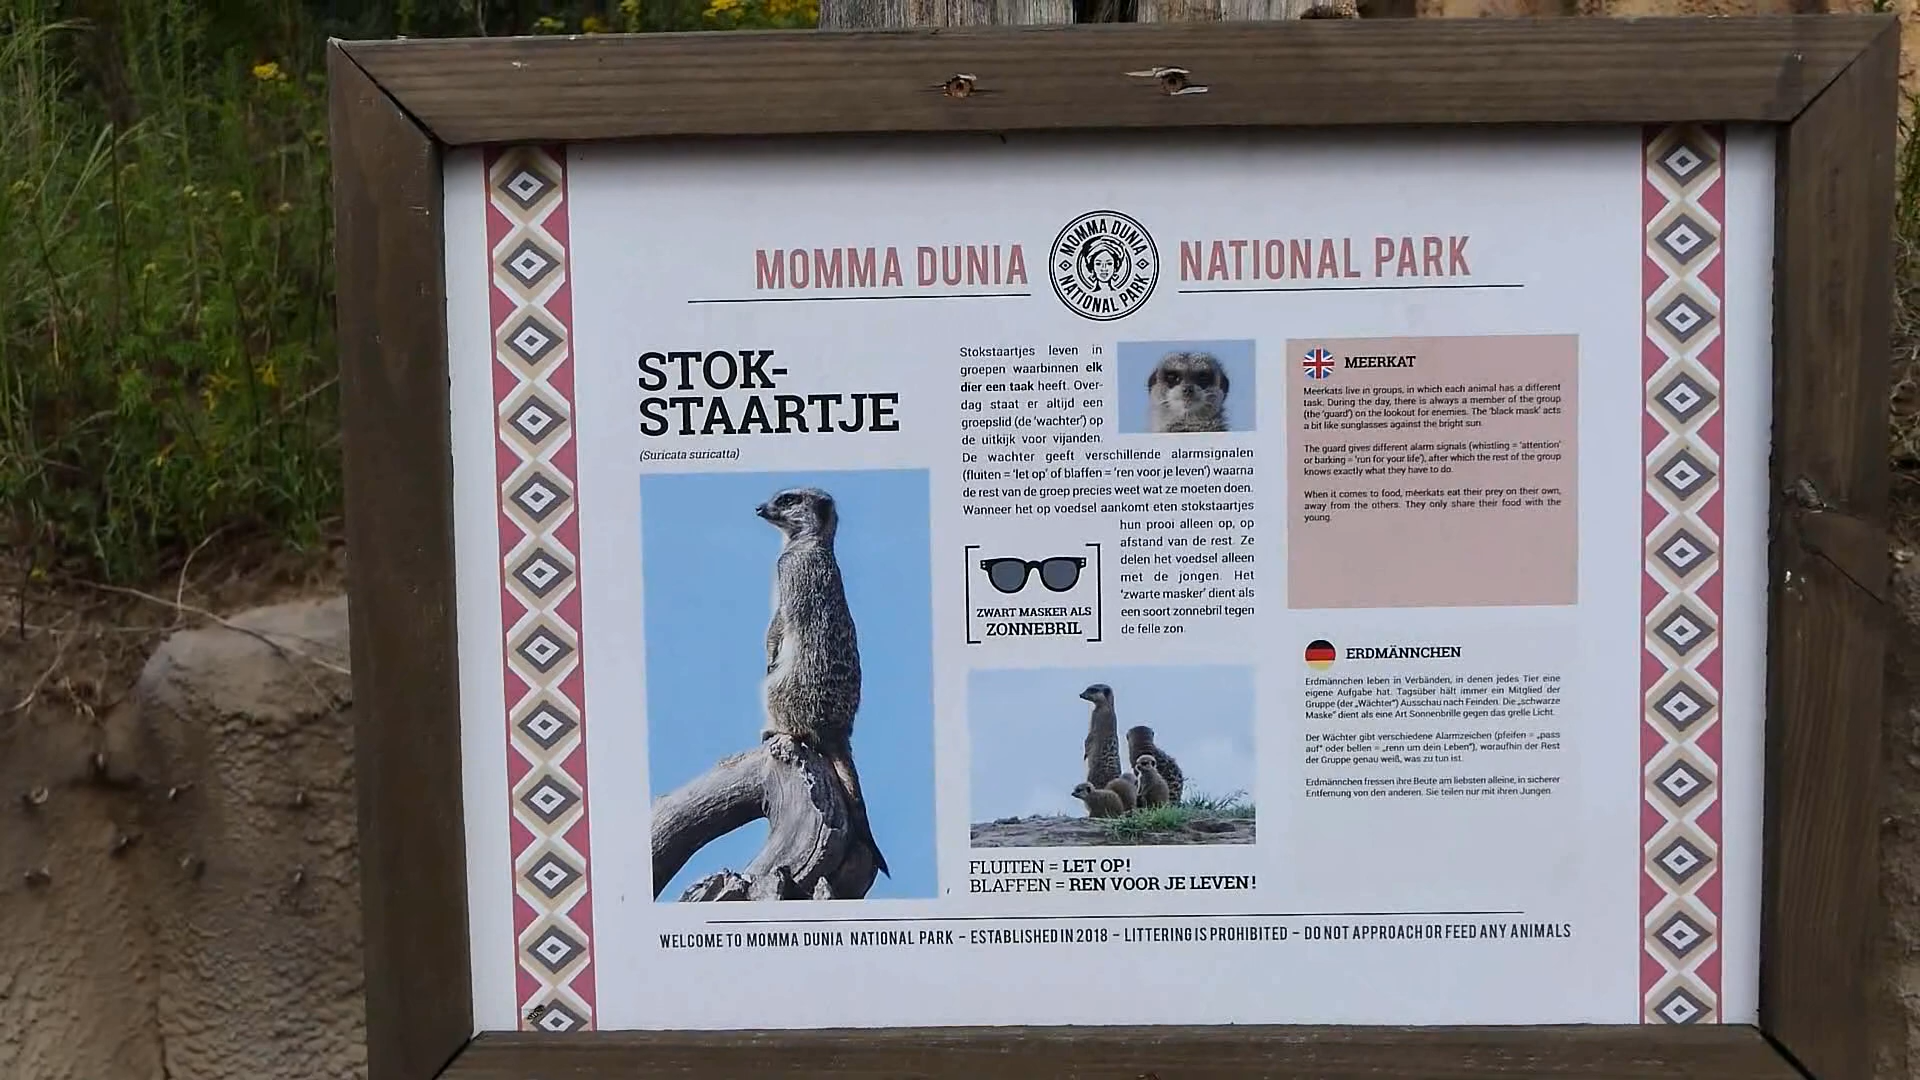 MOMMA DUNIA NATIONAL PARK
MOMMA DUNIA
NATIONAL PARK
STOK-
STAARTJE
(Suricata suricatta)
Stokstaartjes leven in
groepen waarbinnen elk
dier een taak heeft. Over-
dag staat er altijd een
groepslid (de 'wachter') op
de uitkijk voor vijanden.
De wachter geeft verschillende alarmsignalen
(fluiten = 'let op' of blaffen = 'ren voor je leven') waarna
de rest van de groep precies weet wat ze moeten doen.
Wanneer het op voedsel aankomt eten stokstaartjes
hun prooi alleen op, op
afstand van de rest. Ze
delen het voedsel alleen
met de jongen. Het
'zwarte masker' dient als
een soort zonnebril tegen
de felle zon.
ZWART MASKER ALS
ZONNEBRIL
FLUITEN = LET OP!
BLAFFEN = REN VOOR JE LEVEN!
MEERKAT
Meerkats live in groups, in which each animal has a different
task. During the day, there is always a member of the group
(the 'guard') on the lookout for enemies. The 'black mask' acts
a bit like sunglasses against the bright sun.
The guard gives different alarm signals (whistling = 'attention'
or barking = 'run for your life'), after which the rest of the group
knows exactly what they have to do.
When it comes to food, meerkats eat their prey on their own,
away from the others. They only share their food with the
young.
ERDMÄNNCHEN
Erdmännchen leben in Verbänden, in denen jedes Tier eine
eigene Aufgabe hat. Tagsüber hält immer ein Mitglied der
Gruppe (der „Wächter") Ausschau nach Feinden. Die „schwarze
Maske" dient als eine Art Sonnenbrille gegen das grelle Licht.
Der Wächter gibt verschiedene Alarmzeichen (pfeifen = „pass
auf" oder bellen = „renn um dein Leben"), woraufhin der Rest
der Gruppe genau weiß, was zu tun ist.
Erdmännchen fressen ihre Beute am liebsten alleine, in sicherer
Entfernung von den anderen. Sie teilen nur mit ihren Jungen.
WELCOME TO MOMMA DUNIA NATIONAL PARK – ESTABLISHED IN 2018 – LITTERING IS PROHIBITED – DO NOT APPROACH OR FEED ANY ANIMALS